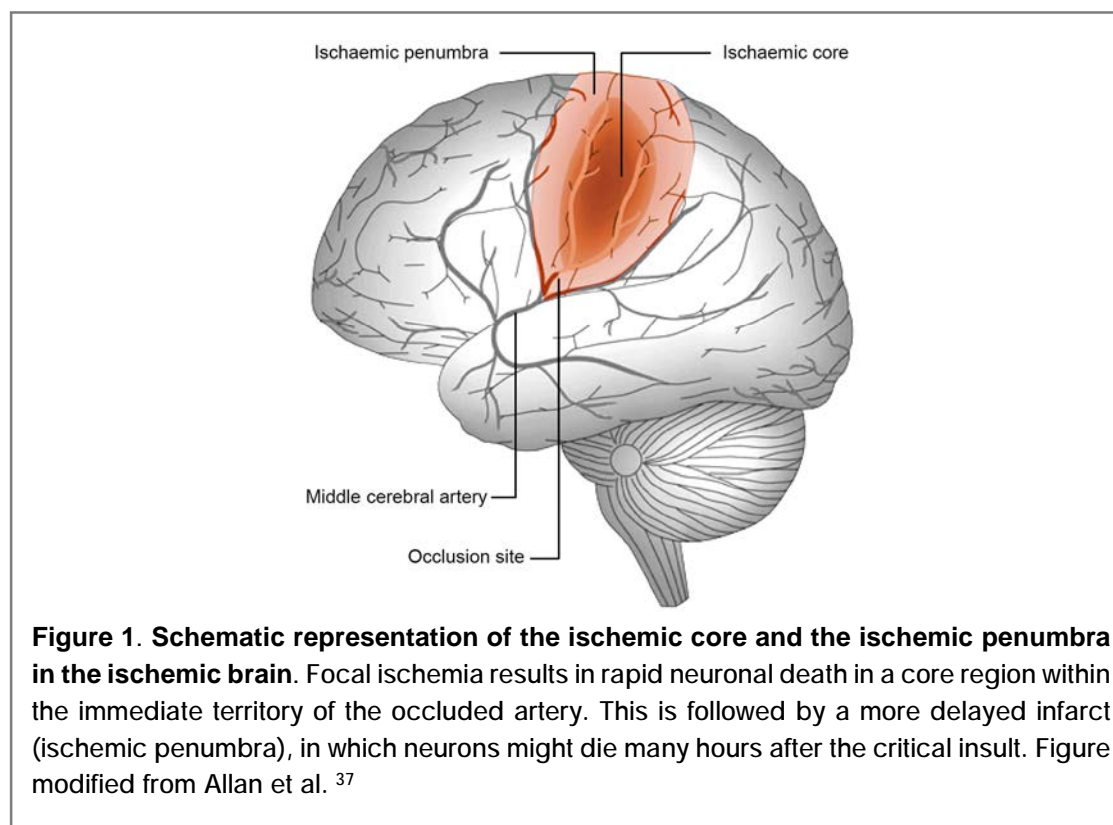 Ischaemic penumbra
Ischaemic core
Middle cerebral artery
Occlusion site
Figure 1. Schematic representation of the ischemic core and the ischemic penumbra
in the ischemic brain. Focal ischemia results in rapid neuronal death in a core region within
the immediate territory of the occluded artery. This is followed by a more delayed infarct
(ischemic penumbra), in which neurons might die many hours after the critical insult. Figure
modified from Allan et al. 37